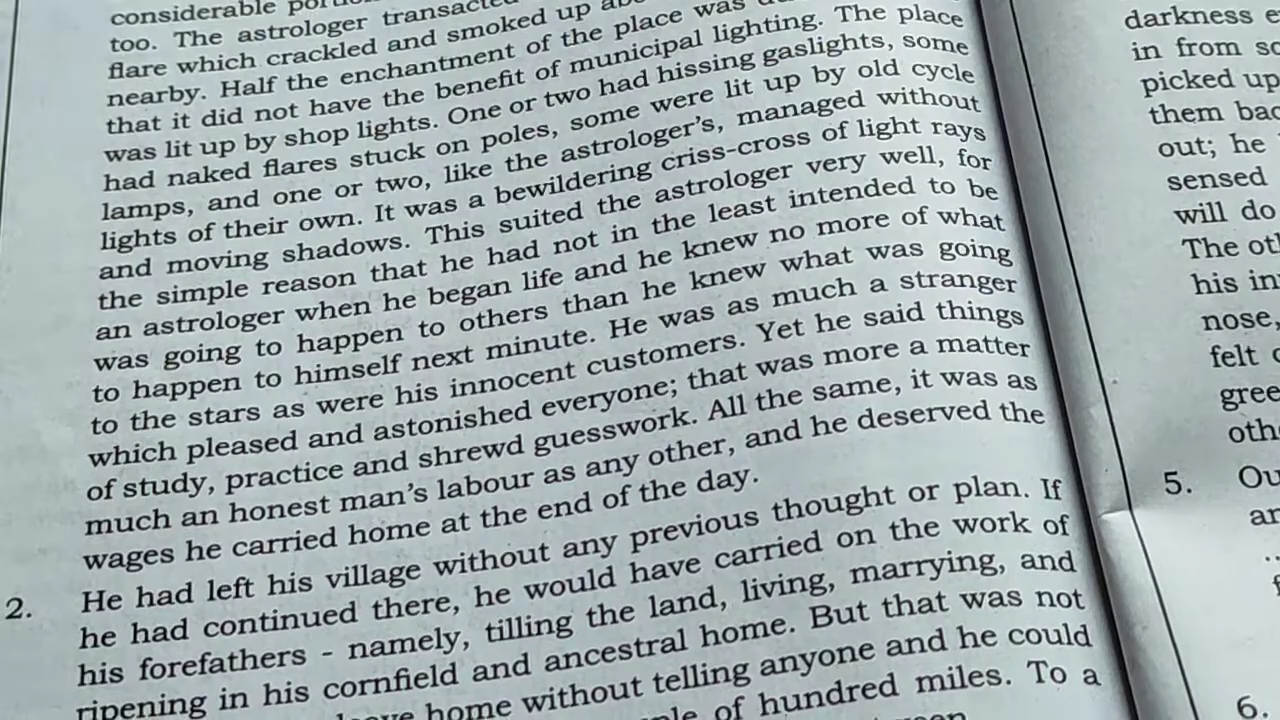 considerable
too. The astrologer transacted
flare which crackled and smoked up
nearby. Half the enchantment of the place was
that it did not have the benefit of municipal lighting. The place
was lit up by shop lights. One or two had hissing gaslights, some
had naked flares stuck on poles, some were lit up by old cycle
lamps, and one or two, like the astrologer's, managed without
lights of their own. It was a bewildering criss-cross of light rays
and moving shadows. This suited the astrologer very well, for
the simple reason that he had not in the least intended to be
an astrologer when he began life and he knew no more of what
was going to happen to others than he knew what was going
to happen to himself next minute. He was as much a stranger
to the stars as were his innocent customers. Yet he said things
which pleased and astonished everyone; that was more a matter
of study, practice and shrewd guesswork. All the same, it was as
much an honest man's labour as any other, and he deserved the
wages he carried home at the end of the day.
2. He had left his village without any previous thought or plan. If
he had continued there, he would have carried on the work of
his forefathers - namely, tilling the land, living, marrying, and
ripening in his cornfield and ancestral home. But that was not
home without telling anyone and he could
of hundred miles. To a
darkness
in from
picked up
them
out; he
sensed
will do
The
his
nose,
felt
5.
6.